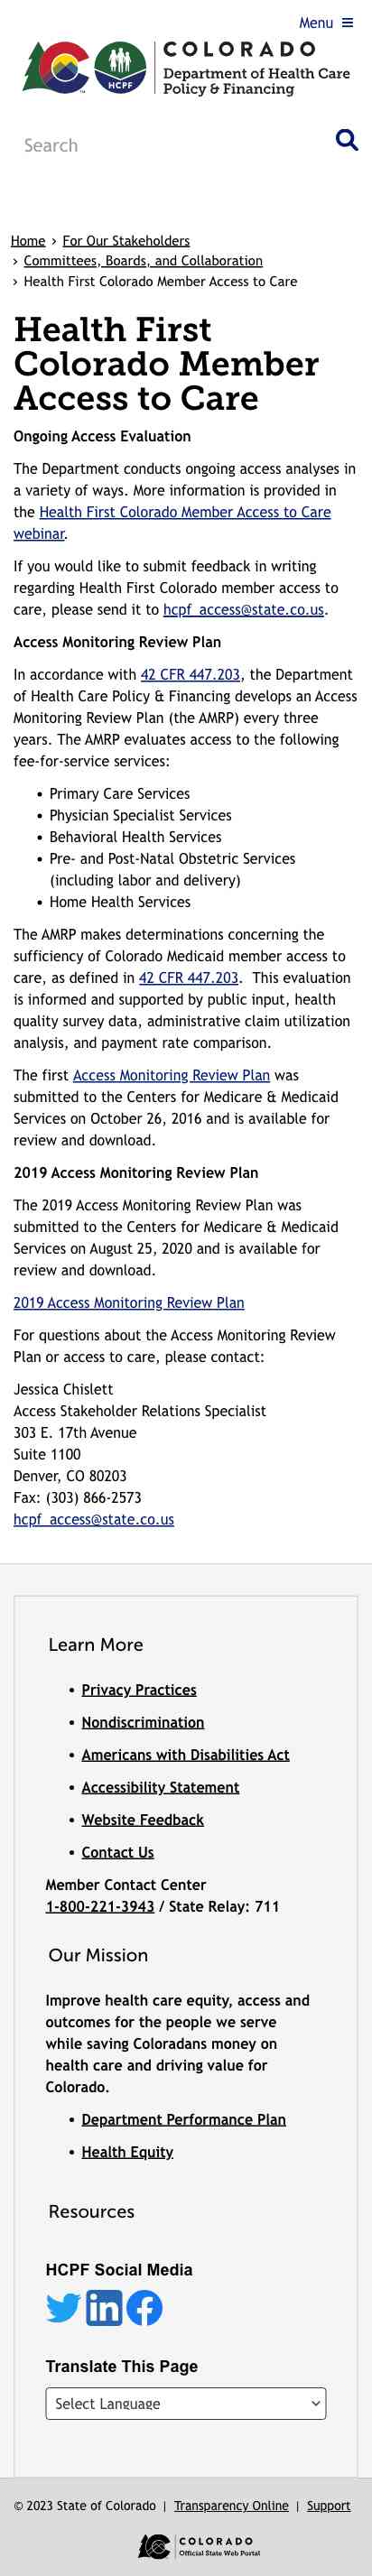 Menu
COLORADO
Department of Health Care
Policy & Financing
HCPF
TM
Search
Home › For Our Stakeholders
› Committees, Boards, and Collaboration
› Health First Colorado Member Access to Care
Health First
Colorado Member
Access to Care
Ongoing Access Evaluation
The Department conducts ongoing access analyses in
a variety of ways. More information is provided in
the Health First Colorado Member Access to Care
webinar.
If you would like to submit feedback in writing
regarding Health First Colorado member access to
care, please send it to hcpf_access@state.co.us.
Access Monitoring Review Plan
In accordance with 42 CFR 447.203, the Department
of Health Care Policy & Financing develops an Access
Monitoring Review Plan (the AMRP) every three
years. The AMRP evaluates access to the following
fee-for-service services:
• Primary Care Services
• Physician Specialist Services
• Behavioral Health Services
• Pre- and Post-Natal Obstetric Services
(including labor and delivery)
• Home Health Services
The AMRP makes determinations concerning the
sufficiency of Colorado Medicaid member access to
care, as defined in 42 CFR 447.203.  This evaluation
is informed and supported by public input, health
quality survey data, administrative claim utilization
analysis, and payment rate comparison.
The first Access Monitoring Review Plan was
submitted to the Centers for Medicare & Medicaid
Services on October 26, 2016 and is available for
review and download.
2019 Access Monitoring Review Plan
The 2019 Access Monitoring Review Plan was
submitted to the Centers for Medicare & Medicaid
Services on August 25, 2020 and is available for
review and download.
2019 Access Monitoring Review Plan
For questions about the Access Monitoring Review
Plan or access to care, please contact:
Jessica Chislett
Access Stakeholder Relations Specialist
303 E. 17th Avenue
Suite 1100
Denver, CO 80203
Fax: (303) 866-2573
hcpf_access@state.co.us
Learn More
• Privacy Practices
• Nondiscrimination
• Americans with Disabilities Act
• Accessibility Statement
• Website Feedback
• Contact Us
Member Contact Center
1-800-221-3943 / State Relay: 711
Our Mission
Improve health care equity, access and
outcomes for the people we serve
while saving Coloradans money on
health care and driving value for
Colorado.
• Department Performance Plan
• Health Equity
Resources
HCPF Social Media
in
Translate This Page
Select Language
© 2023 State of Colorado | Transparency Online | Support
COLORADO
Official State Web Portal